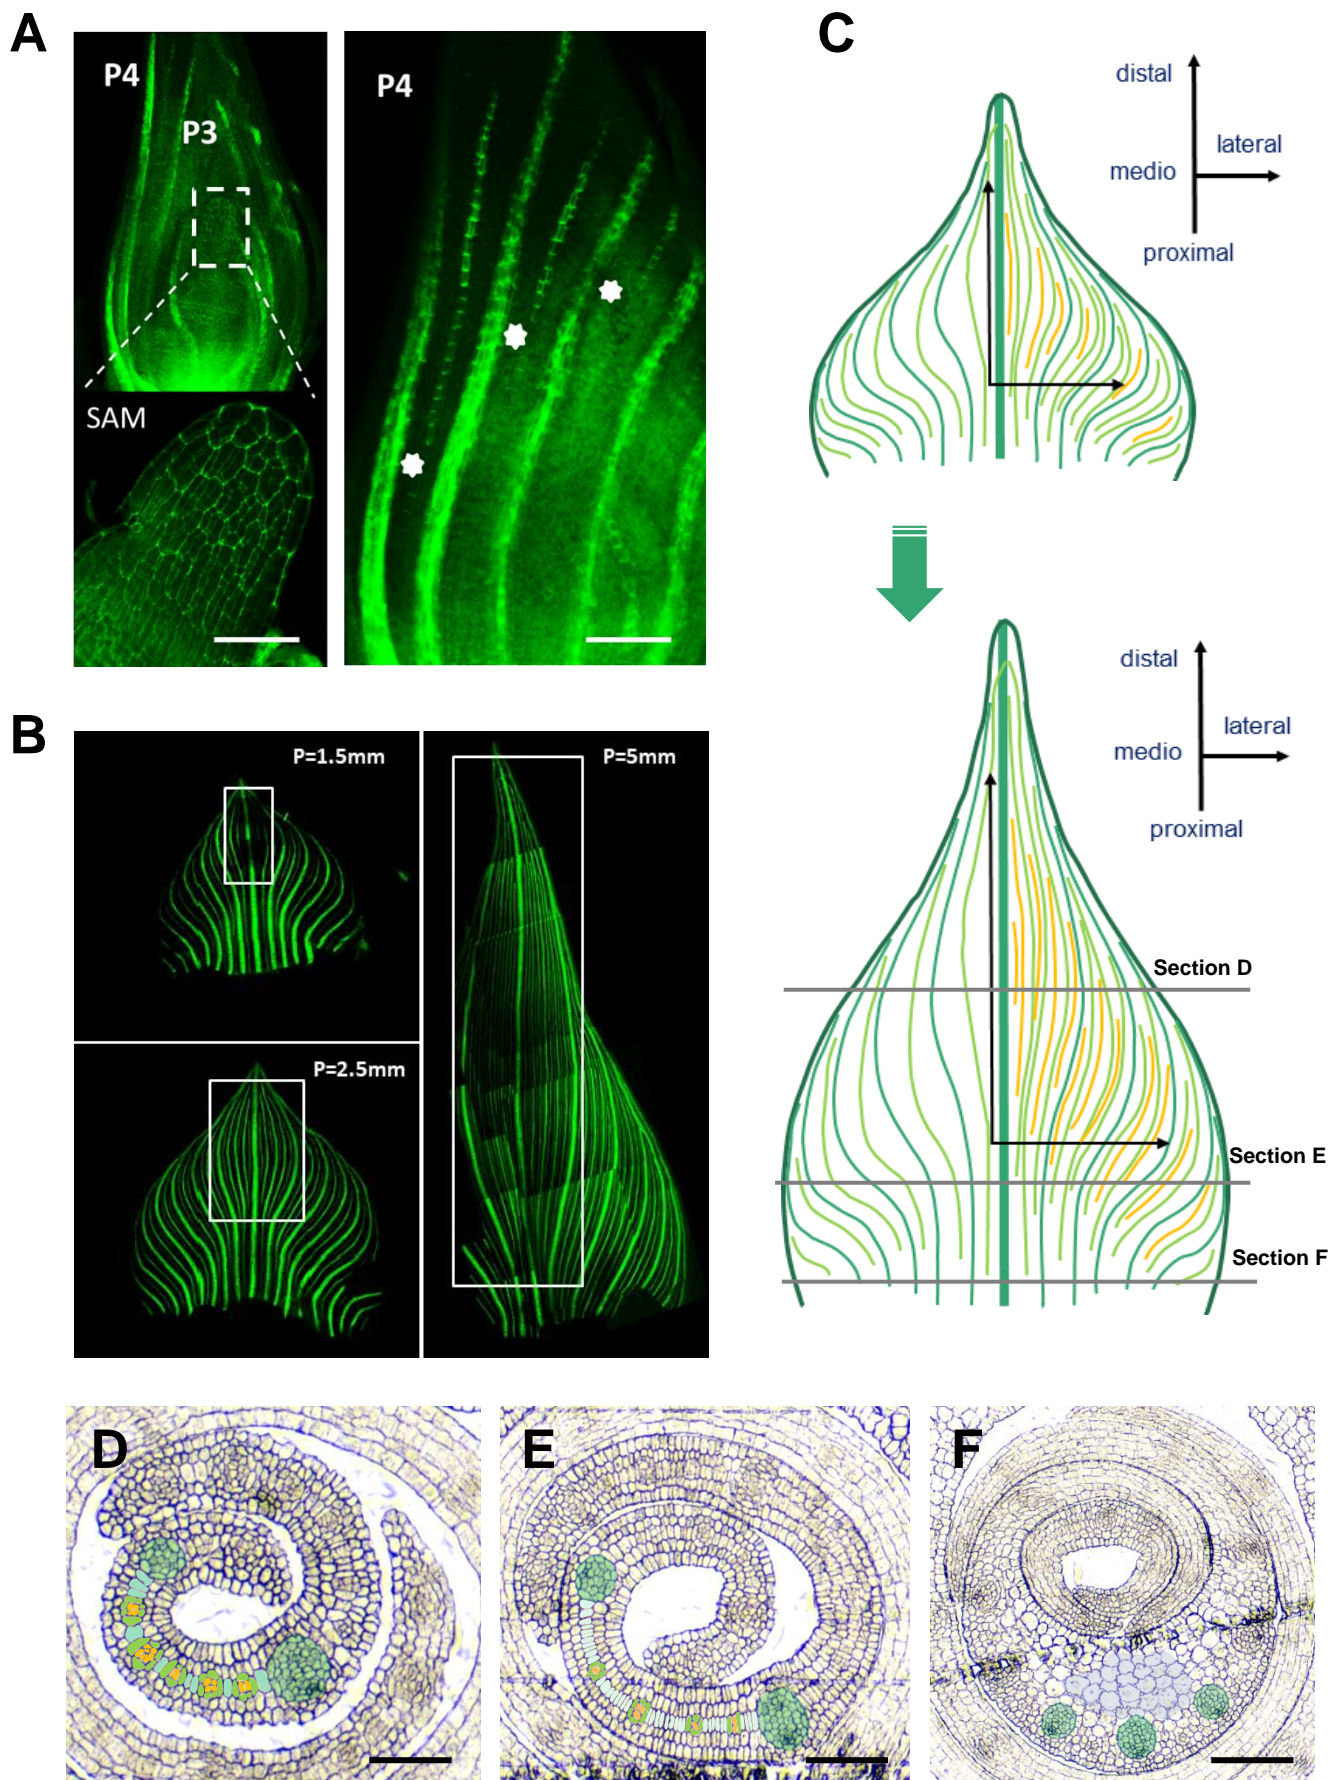 A
P4
P3
SAM
P4
B
P=1.5mm
P=2.5mm
P=5mm
C
distal
lateral
medio
proximal
distal
lateral
medio
proximal
Section D
Section E
Section F
D
E
F